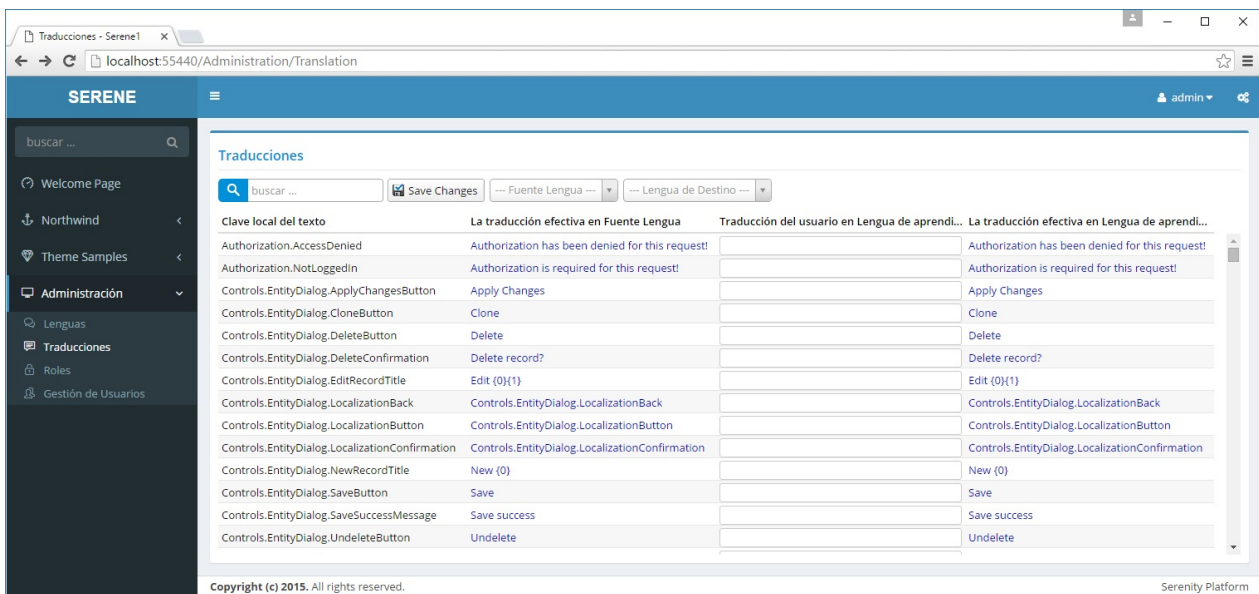 Traducciones - Serene1
localhost:55440/Administration/Translation
SERENE
admin
buscar ...
Welcome Page
Northwind
Theme Samples
Administración
Lenguas
Traducciones
Roles
Gestión de Usuarios
Traducciones
buscar ... Save Changes --- Fuente Lengua --- --- Lengua de Destino ---
Clave local del texto La traducción efectiva en Fuente Lengua Traducción del usuario en Lengua de aprendi... La traducción efectiva en Lengua de aprendi...
Authorization.AccessDenied Authorization has been denied for this request! Authorization has been denied for this request!
Authorization.NotLoggedIn Authorization is required for this request! Authorization is required for this request!
Controls.EntityDialog.ApplyChangesButton Apply Changes Apply Changes
Controls.EntityDialog.CloneButton Clone Clone
Controls.EntityDialog.DeleteButton Delete Delete
Controls.EntityDialog.DeleteConfirmation Delete record? Delete record?
Controls.EntityDialog.EditRecordTitle Edit {0}{1} Edit {0}{1}
Controls.EntityDialog.LocalizationBack Controls.EntityDialog.LocalizationBack Controls.EntityDialog.LocalizationBack
Controls.EntityDialog.LocalizationButton Controls.EntityDialog.LocalizationButton Controls.EntityDialog.LocalizationButton
Controls.EntityDialog.LocalizationConfirmation Controls.EntityDialog.LocalizationConfirmation Controls.EntityDialog.LocalizationConfirmation
Controls.EntityDialog.NewRecordTitle New {0} New {0}
Controls.EntityDialog.SaveButton Save Save
Controls.EntityDialog.SaveSuccessMessage Save success Save success
Controls.EntityDialog.UndeleteButton Undelete Undelete
Copyright (c) 2015. All rights reserved. Serenity Platform